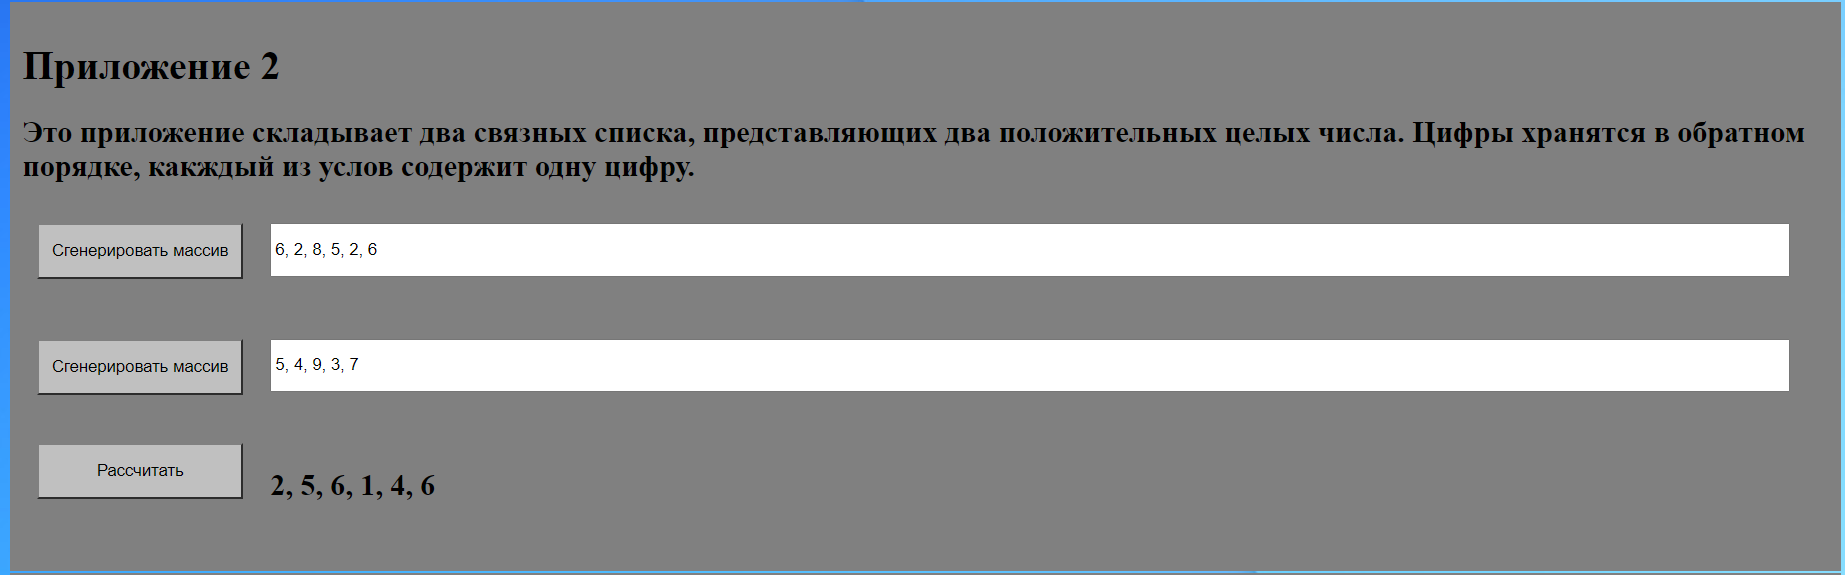 Приложение 2
Это приложение складывает два связных списка, представляющих два положительных целых числа. Цифры хранятся в обратном
порядке, какждый из услов содержит одну цифру.
Сгенерировать массив
6, 2, 8, 5, 2, 6
Сгенерировать массив
5, 4, 9, 3, 7
Рассчитать
2, 5, 6, 1, 4, 6